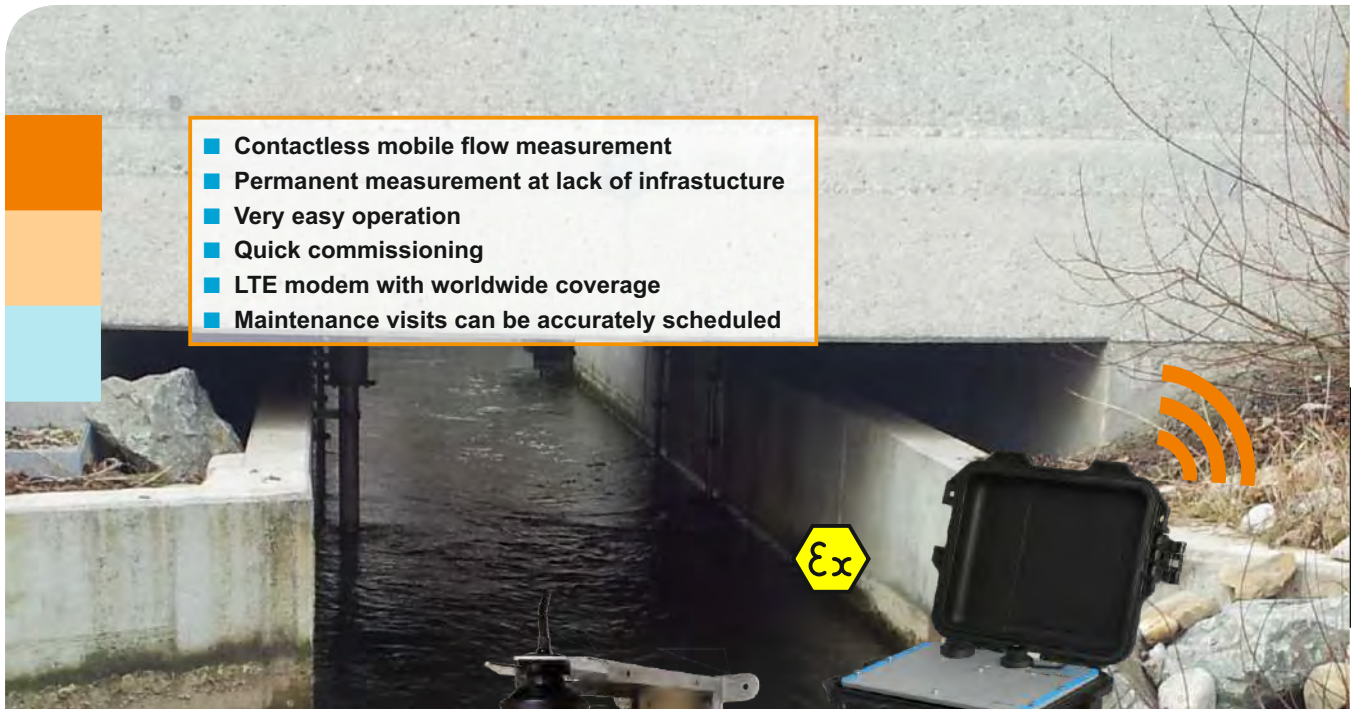 Contactless mobile flow measurement
Permanent measurement at lack of infrastucture
Very easy operation
Quick commissioning
LTE modem with worldwide coverage
Maintenance visits can be accurately scheduled
Ex